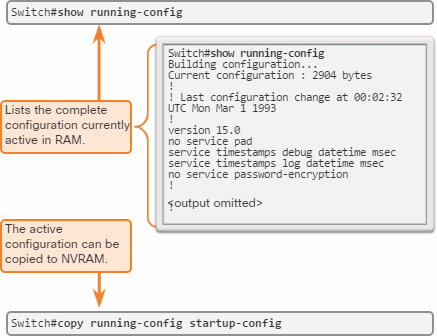 Switch#show running-config
Switch#show running-config
Building configuration...
Current configuration : 2904 bytes
!
! Last configuration change at 00:02:32
UTC Mon Mar 1 1993
!
version 15.0
no service pad
service timestamps debug datetime msec
service timestamps log datetime msec
no service password-encryption
!
<output omitted>
!
Lists the complete
configuration currently
active in RAM.
The active
configuration can be
copied to NVRAM.
Switch#copy running-config startup-config